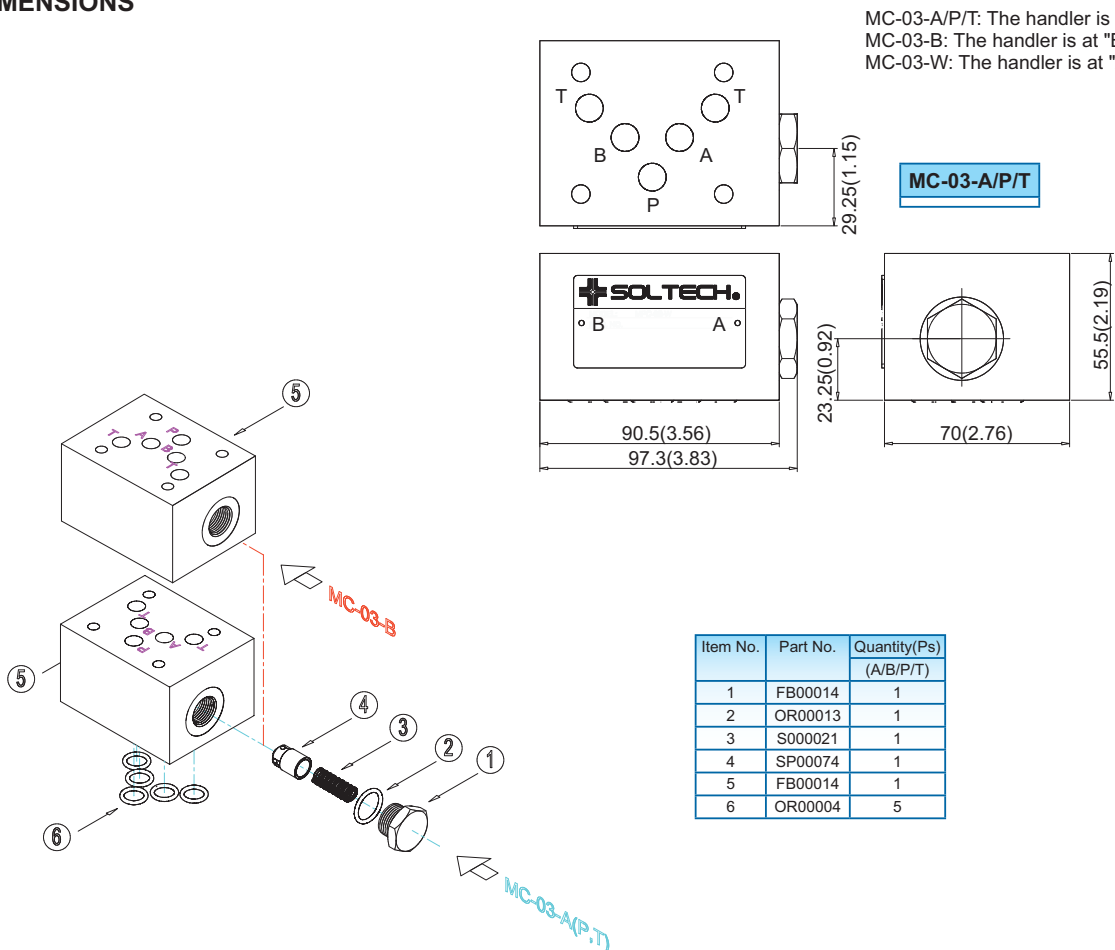 MENSIONS
MC-03-A/P/T: The handler is
MC-03-B: The handler is at "B
MC-03-W: The handler is at "
T
T
B
A
P
29.25(1.15)
MC-03-A/P/T
SOLTECH®
B
A
23.25(0.92)
55.5(2.19)
90.5(3.56)
70(2.76)
97.3(3.83)
5
T A P B T
MC-03-B
5
T B P A T
4
3
2
1
6
MC-03-A(P,T)
Item No. Part No. Quantity(Ps)
(A/B/P/T)
1 FB00014 1
2 OR00013 1
3 S000021 1
4 SP00074 1
5 FB00014 1
6 OR00004 5